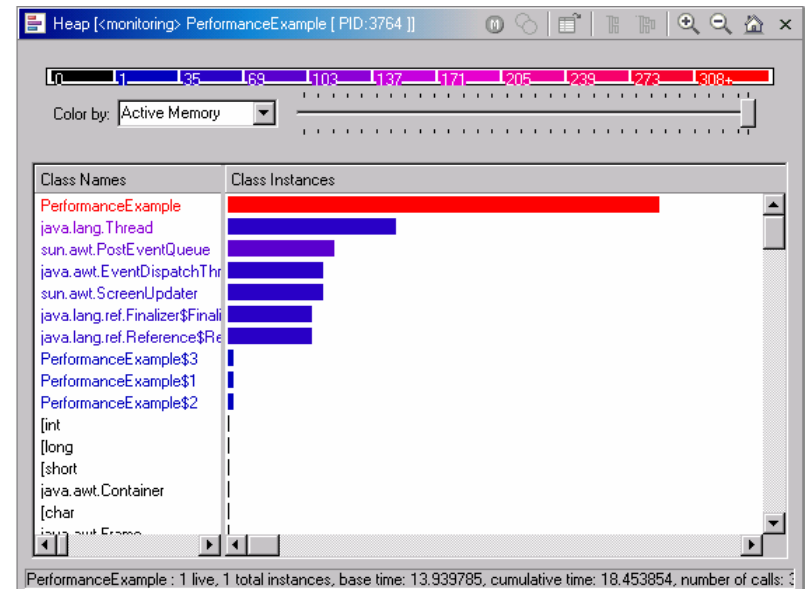 Heap [<monitoring> PerformanceExample [ PID:3764 ]]
0 1 35 69 103 137 171 205 239 273 308+
Color by: Active Memory
Class Names Class Instances
PerformanceExample
java.lang.Thread
sun.awt.PostEventQueue
java.awt.EventDispatchThr
sun.awt.ScreenUpdater
java.lang.ref.Finalizer$Finali
java.lang.ref.Reference$Re
PerformanceExample$3
PerformanceExample$1
PerformanceExample$2
[int
[long
[short
java.awt.Container
[char
java.awt.Frame
PerformanceExample : 1 live, 1 total instances, base time: 13.939785, cumulative time: 18.453854, number of calls: